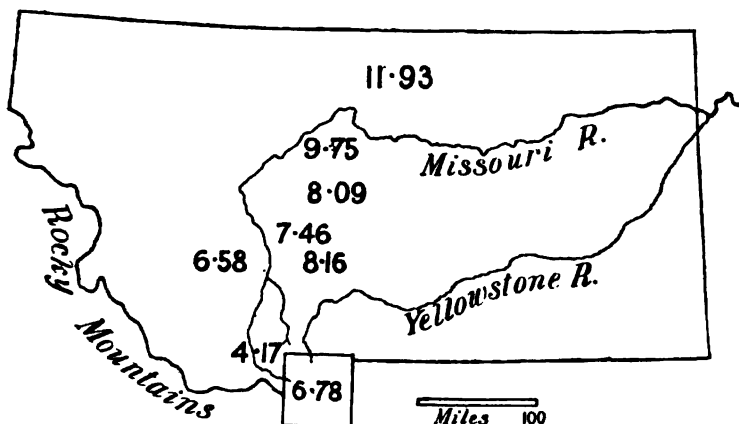 11·93
9·75
Missouri R.
8·09
7·46
6·58
8·16
Rocky
Mountains
Yellowstone R.
4·17
6·78
Miles 100